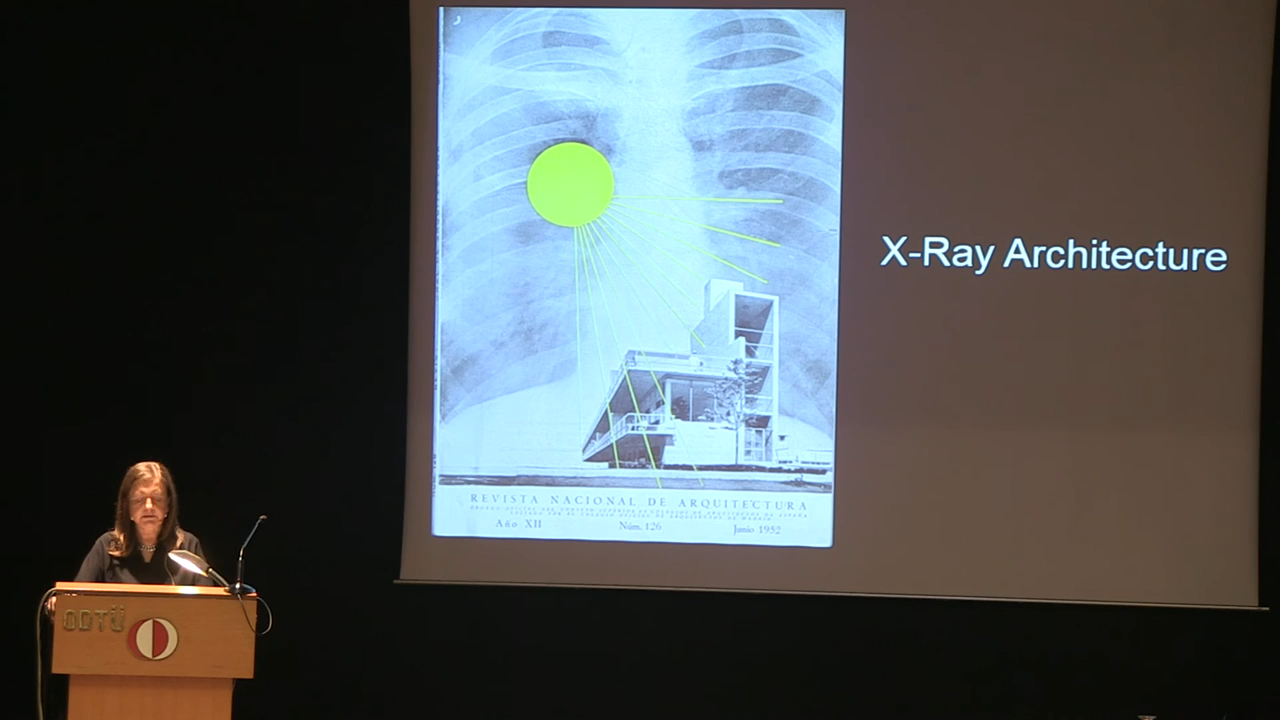 X-Ray Architecture
REVISTA NACIONAL DE ARQUITECTURA
Año XII Núm. 126 Junio 1952
ODTÜ